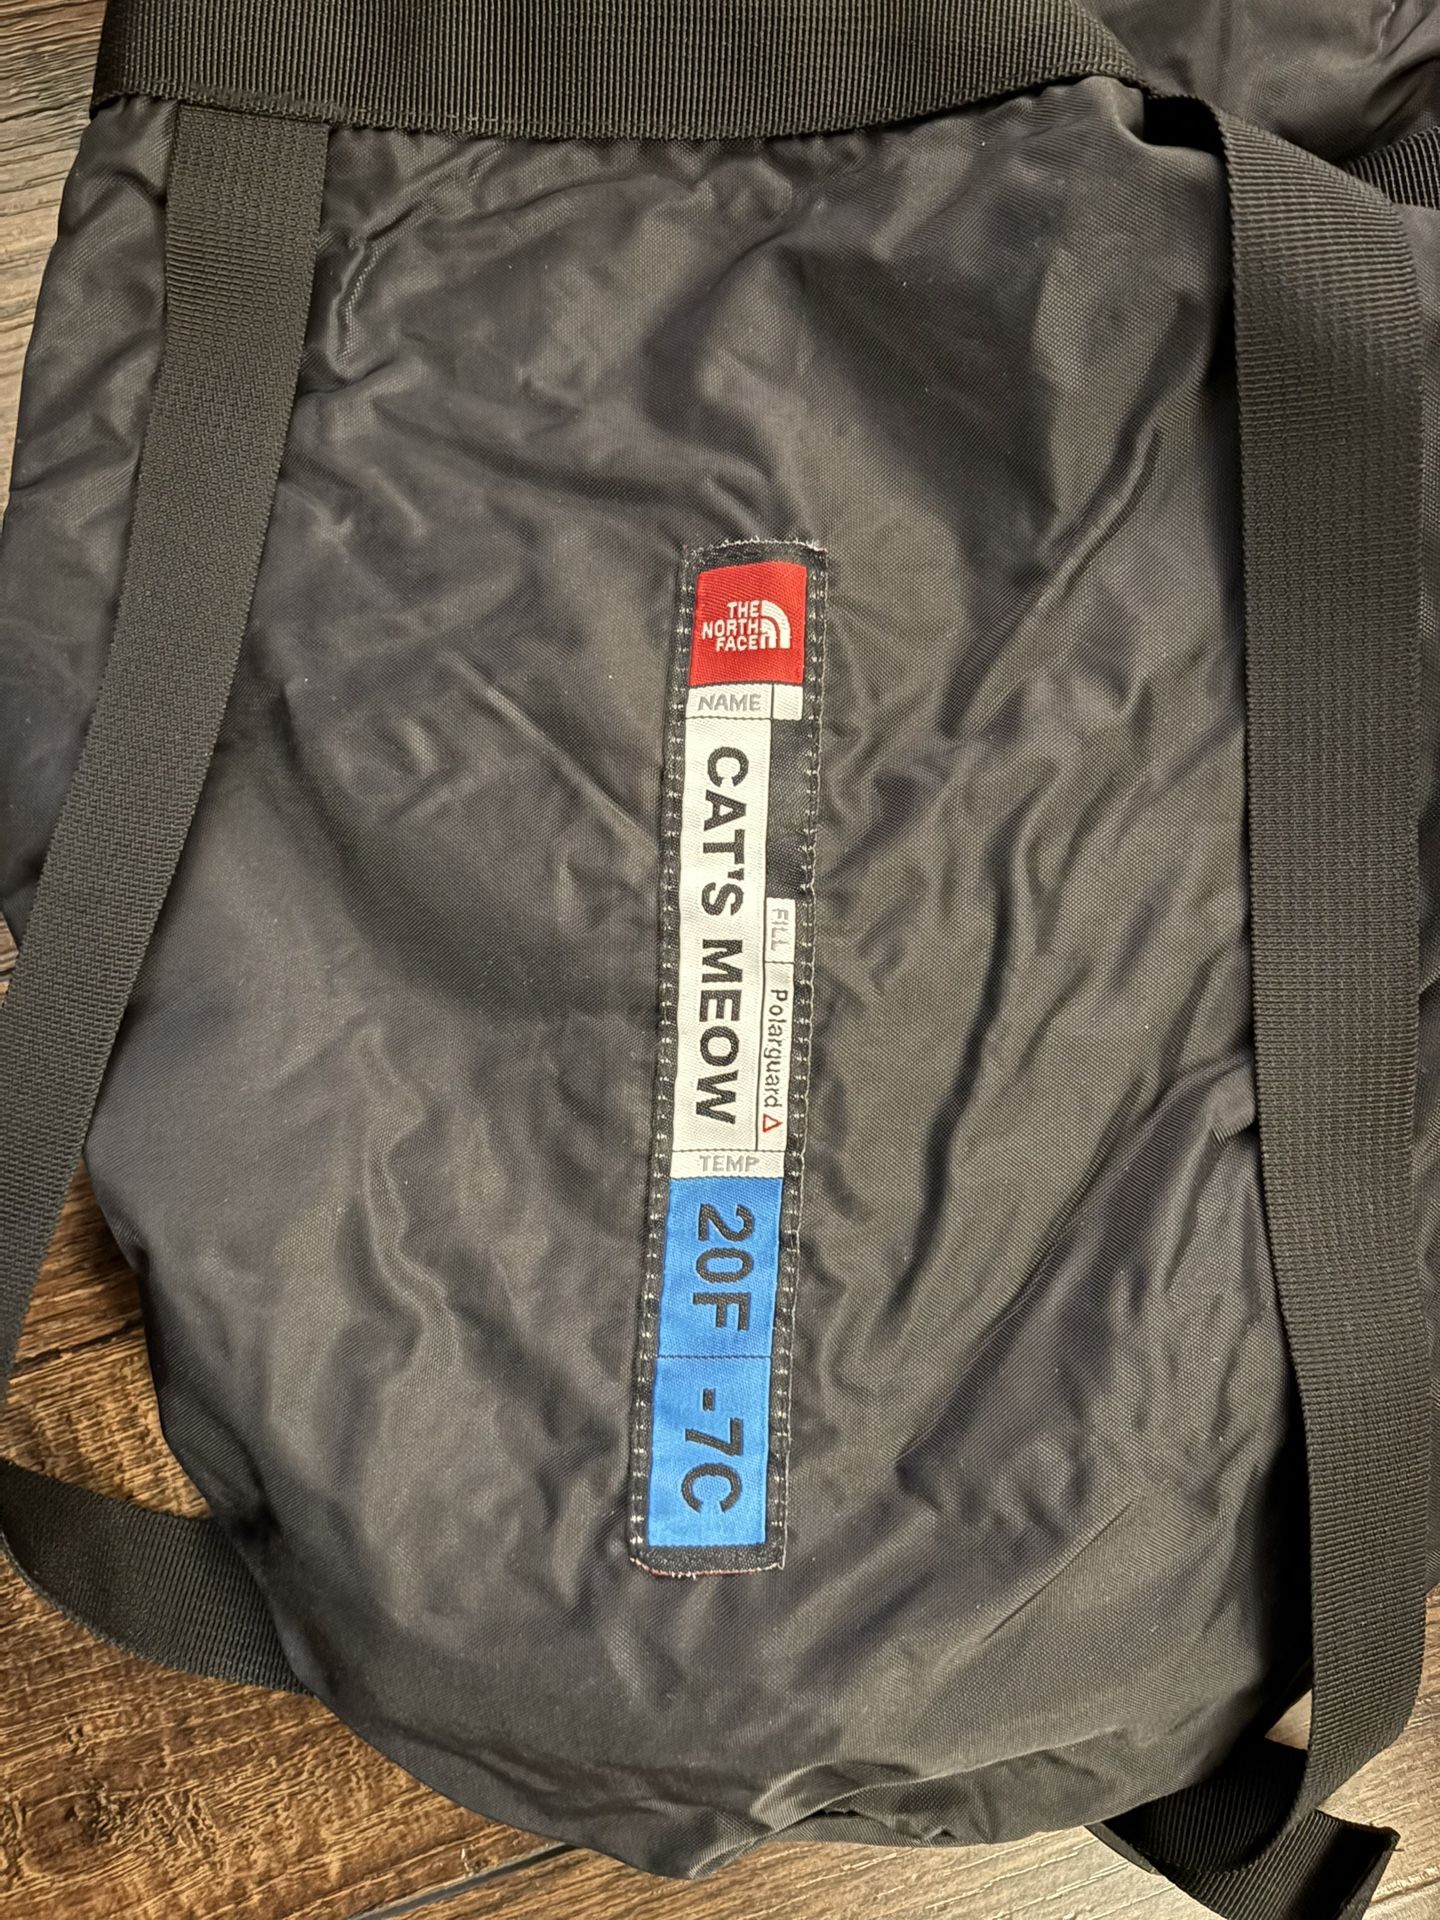 THE
NORTH
FACE
NAME
CAT'S MEOW
FILL
Polarguard Δ
TEMP
20F -7C